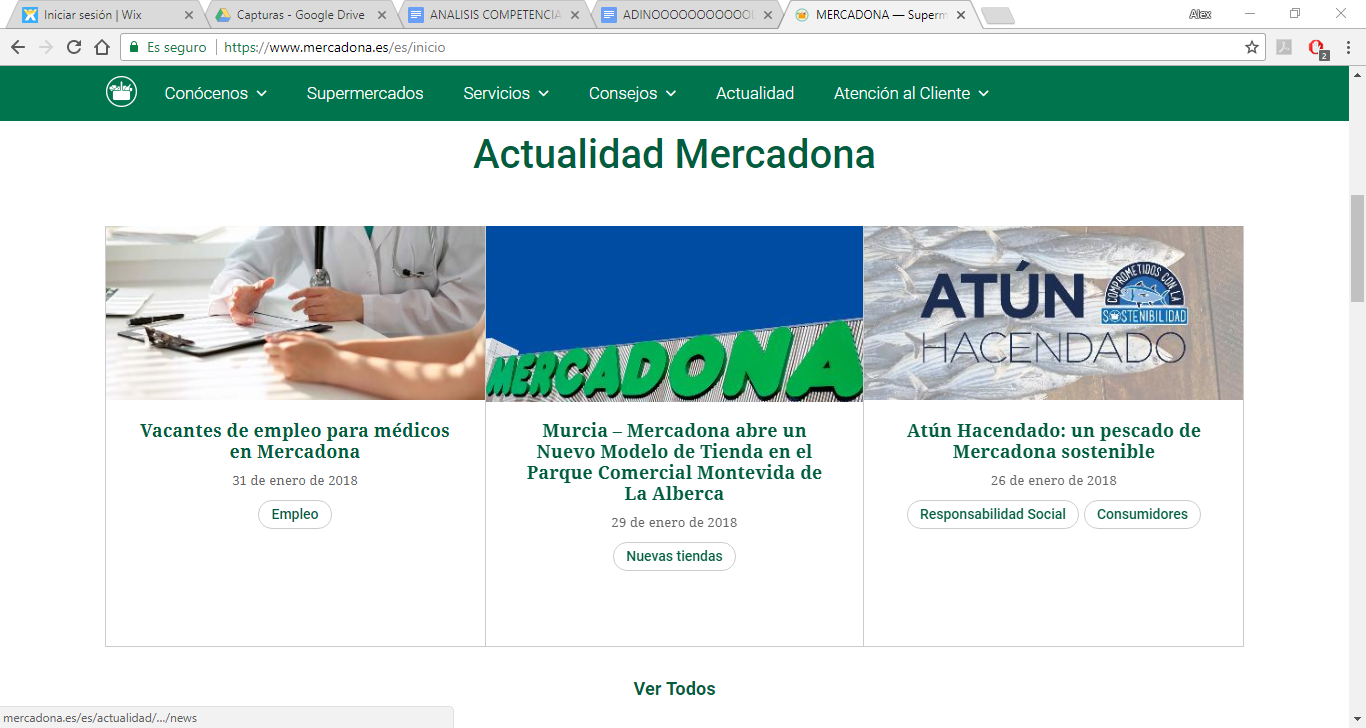 Iniciar sesión | Wix
Capturas - Google Drive
ANALISIS COMPETENCIA
ADINOOOOOOOOOOO
MERCADONA — Superm
Alex
Es seguro
https://www.mercadona.es/es/inicio
2
Conócenos
Supermercados
Servicios
Consejos
Actualidad
Atención al Cliente
Actualidad Mercadona
MERCADONA
ATÚN
HACENDADO
COMPROMETIDOS CON LA
SOSTENIBILIDAD
Vacantes de empleo para médicos
en Mercadona
31 de enero de 2018
Empleo
Murcia – Mercadona abre un
Nuevo Modelo de Tienda en el
Parque Comercial Montevida de
La Alberca
29 de enero de 2018
Nuevas tiendas
Atún Hacendado: un pescado de
Mercadona sostenible
26 de enero de 2018
Responsabilidad Social
Consumidores
Ver Todos
mercadona.es/es/actualidad/.../news